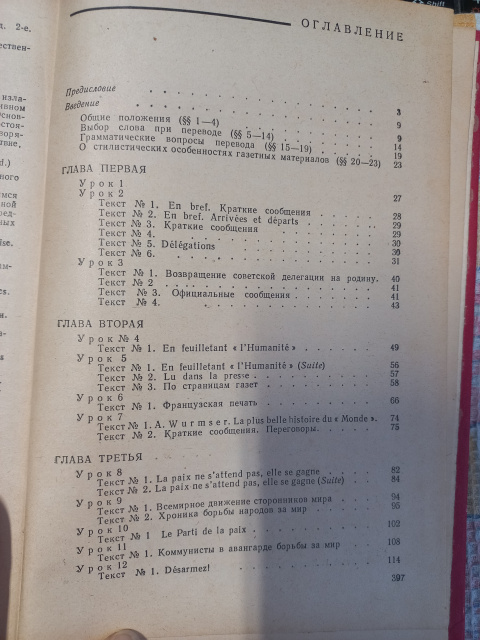 д. 2-е.
ОГЛАВЛЕНИЕ
Предисловие 3
Введение 9
Общие положения (§§ 1—4) 9
Выбор слова при переводе (§§ 5—14) 14
Грамматические вопросы перевода (§§ 15—19) 19
О стилистических особенностях газетных материалов (§§ 20—23) 23
ГЛАВА ПЕРВАЯ
Урок 1 27
Урок 2
Текст № 1. En bref. Краткие сообщения 28
Текст № 2. En bref. Arrivées et départs 29
Текст № 3. Краткие сообщения 29
Текст № 4. 30
Текст № 5. Délégations 30
Текст № 6. 31
Урок 3
Текст № 1. Возвращение советской делегации на родину. 40
Текст № 2 41
Текст № 3. Официальные сообщения 41
Текст № 4. 43
ГЛАВА ВТОРАЯ
Урок № 4
Текст № 1. En feuilletant « l'Humanité » 49
Урок 5
Текст № 1. En feuilletant « l'Humanité » (Suite) 56
Текст № 2. Lu dans la presse 57
Текст № 3. По страницам газет 58
Урок 6
Текст № 1. Французская печать 66
Урок 7
Текст № 1. A. Wurmser. La plus belle histoire du « Monde ». 74
Текст № 2. Краткие сообщения. Переговоры. 75
ГЛАВА ТРЕТЬЯ
Урок 8
Текст № 1. La paix ne s'attend pas, elle se gagne 82
Текст № 2. La paix ne s'attend pas, elle se gagne (Suite) 84
Урок 9
Текст № 1. Всемирное движение сторонников мира 94
Текст № 2. Хроника борьбы народов за мир 95
Урок 10
Текст № 1 Le Parti de la paix 102
Урок 11
Текст № 1. Коммунисты в авангарде борьбы за мир 108
Урок 12
Текст № 1. Désarmez! 114
397